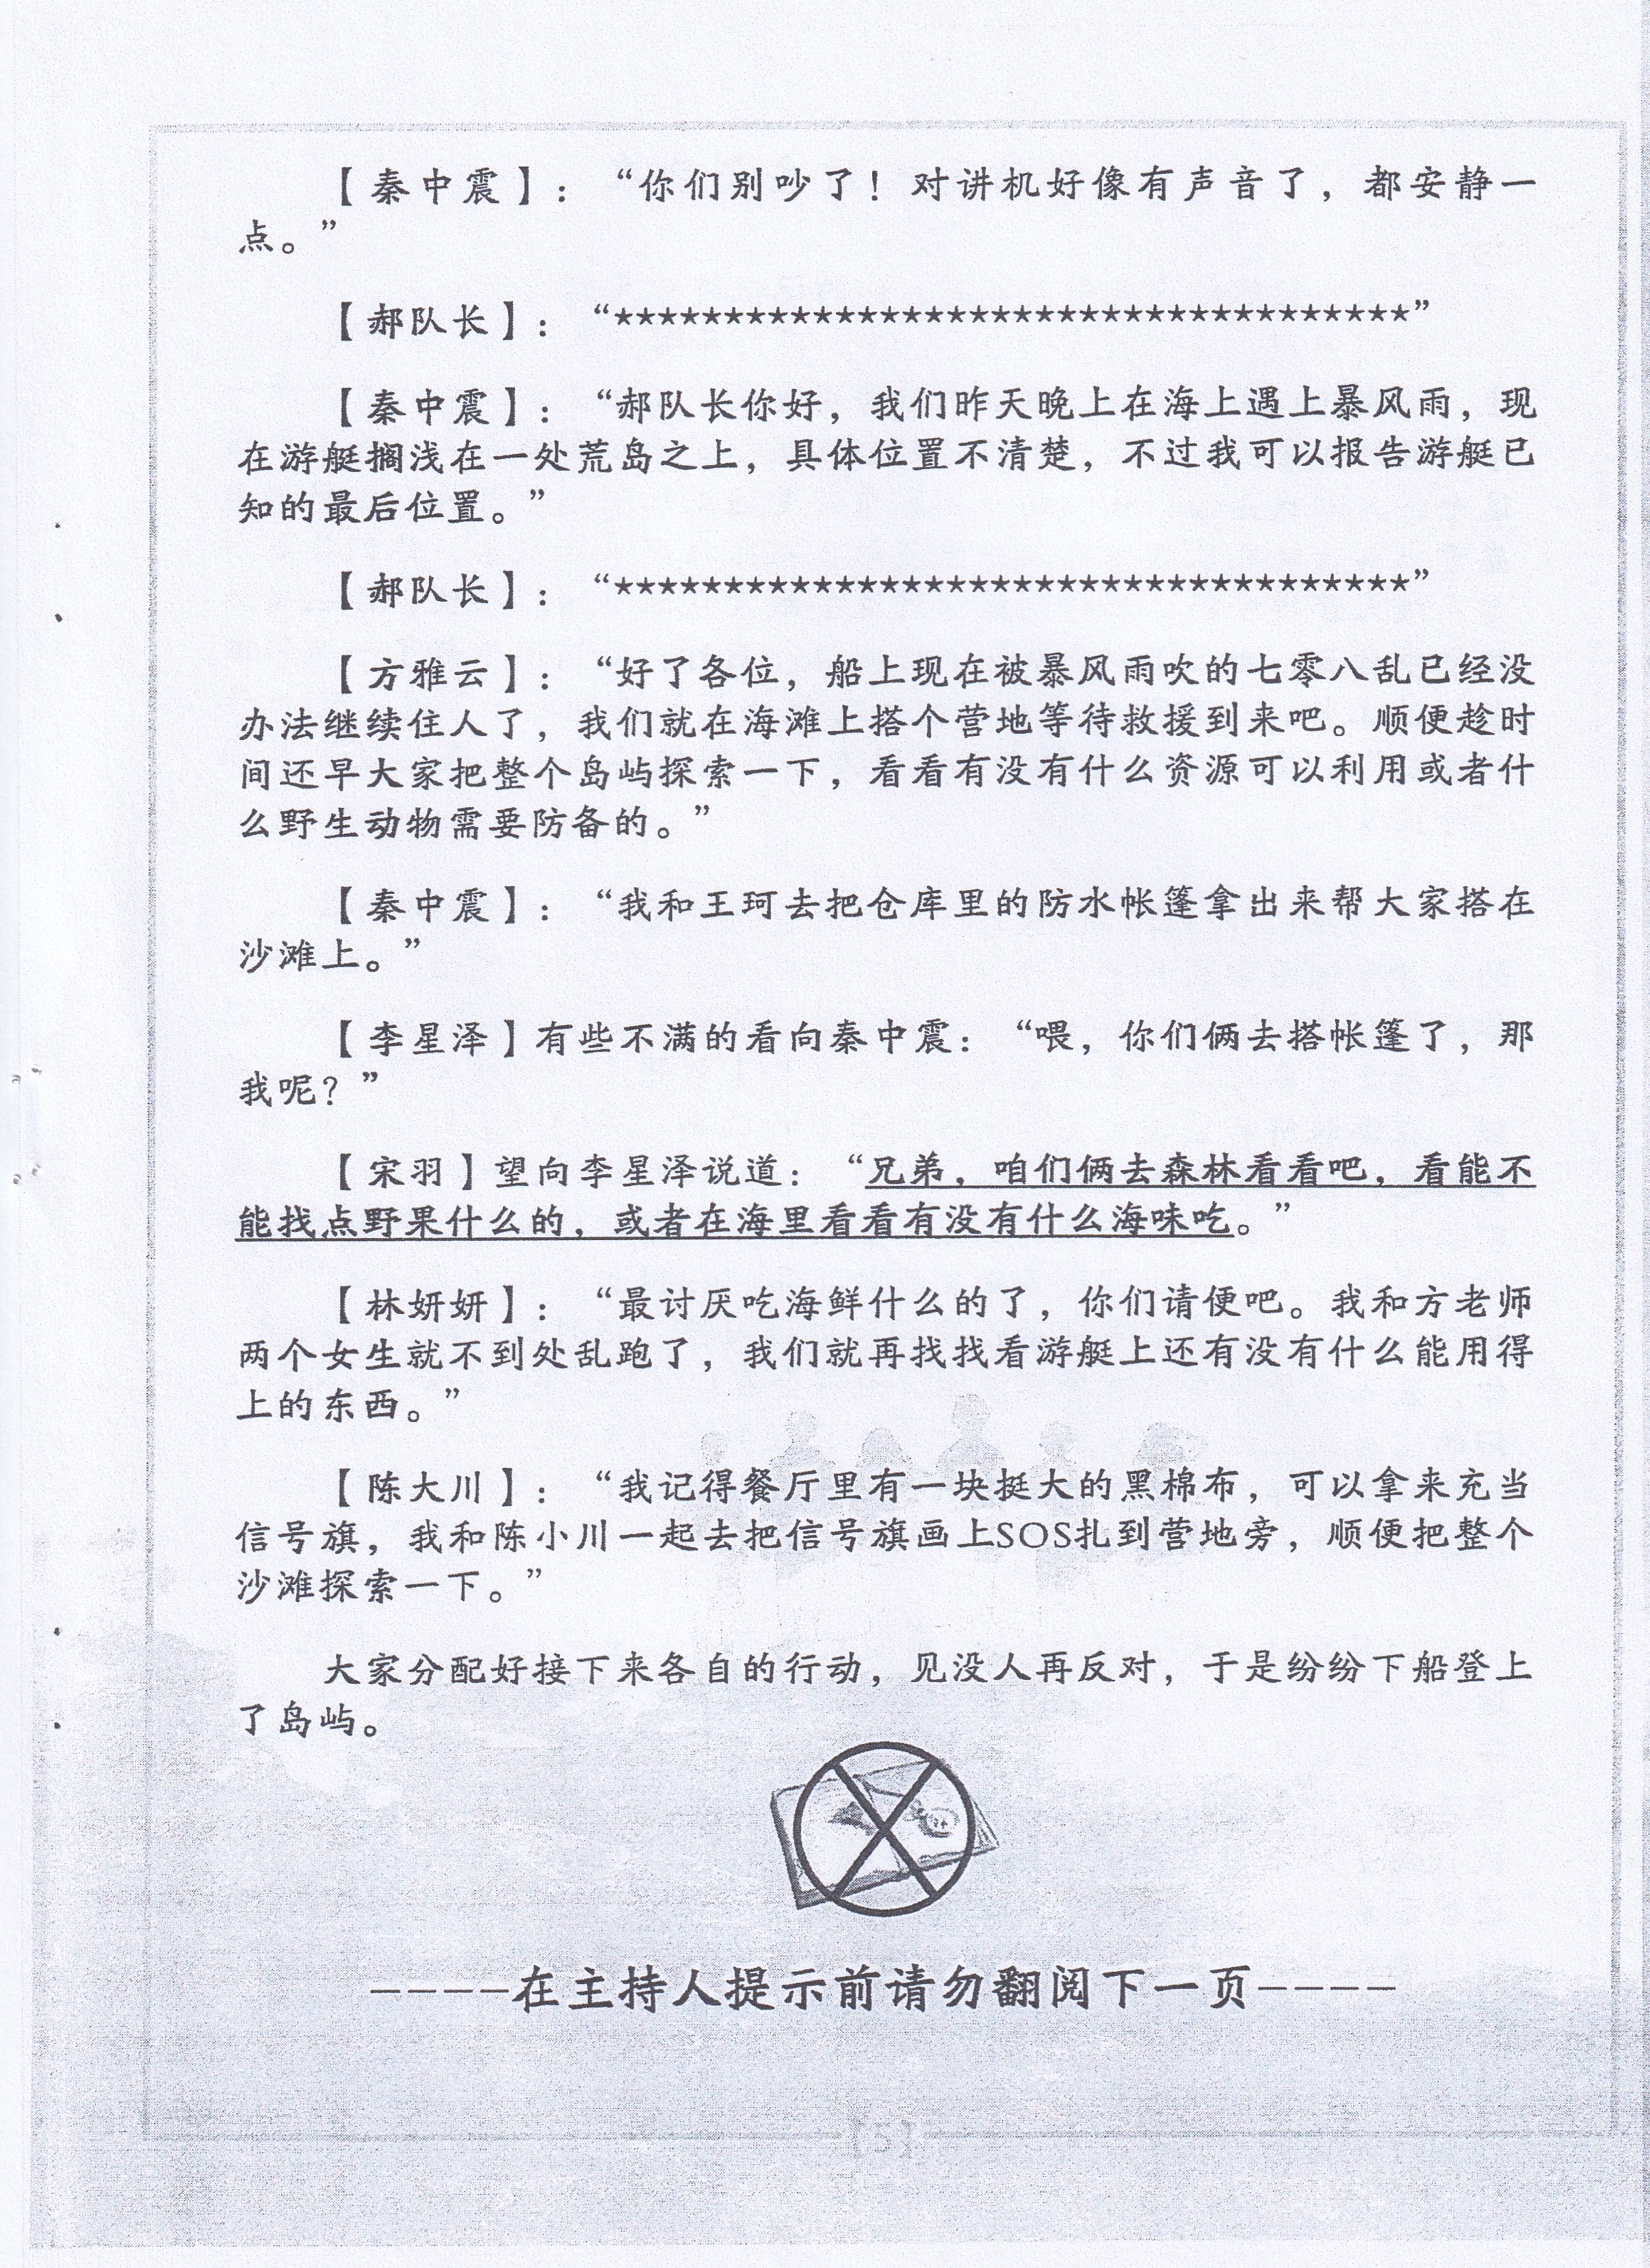 【秦中震】：“你们别吵了！对讲机好像有声音了，都安静一
点。”
【郝队长】：“************************************”
【秦中震】：“郝队长你好，我们昨天晚上在海上遇上暴风雨，现
在游艇搁浅在一处荒岛之上，具体位置不清楚，不过我可以报告游艇已
知的最后位置。”
【郝队长】：“************************************”
【方雅云】：“好了各位，船上现在被暴风雨吹的七零八乱已经没
办法继续住人了，我们就在海滩上搭个营地等待救援到来吧。顺便趁时
间还早大家把整个岛屿探索一下，看看有没有什么资源可以利用或者什
么野生动物需要防备的。”
【秦中震】：“我和王珂去把仓库里的防水帐篷拿出来帮大家搭在
沙滩上。”
【李星泽】有些不满的看向秦中震：“喂，你们俩去搭帐篷了，那
我呢？”
【宋羽】望向李星泽说道：“兄弟，咱们俩去森林看看吧，看能不
能找点野果什么的，或者在海里看看有没有什么海味吃。”
【林妍妍】：“最讨厌吃海鲜什么的了，你们请便吧。我和方老师
两个女生就不到处乱跑了，我们就再找找看游艇上还有没有什么能用得
上的东西。”
【陈大川】：“我记得餐厅里有一块挺大的黑棉布，可以拿来充当
信号旗，我和陈小川一起去把信号旗画上SOS扎到营地旁，顺便把整个
沙滩探索一下。”
大家分配好接下来各自的行动，见没人再反对，于是纷纷下船登上
了岛屿。
----在主持人提示前请勿翻阅下一页----
【5】